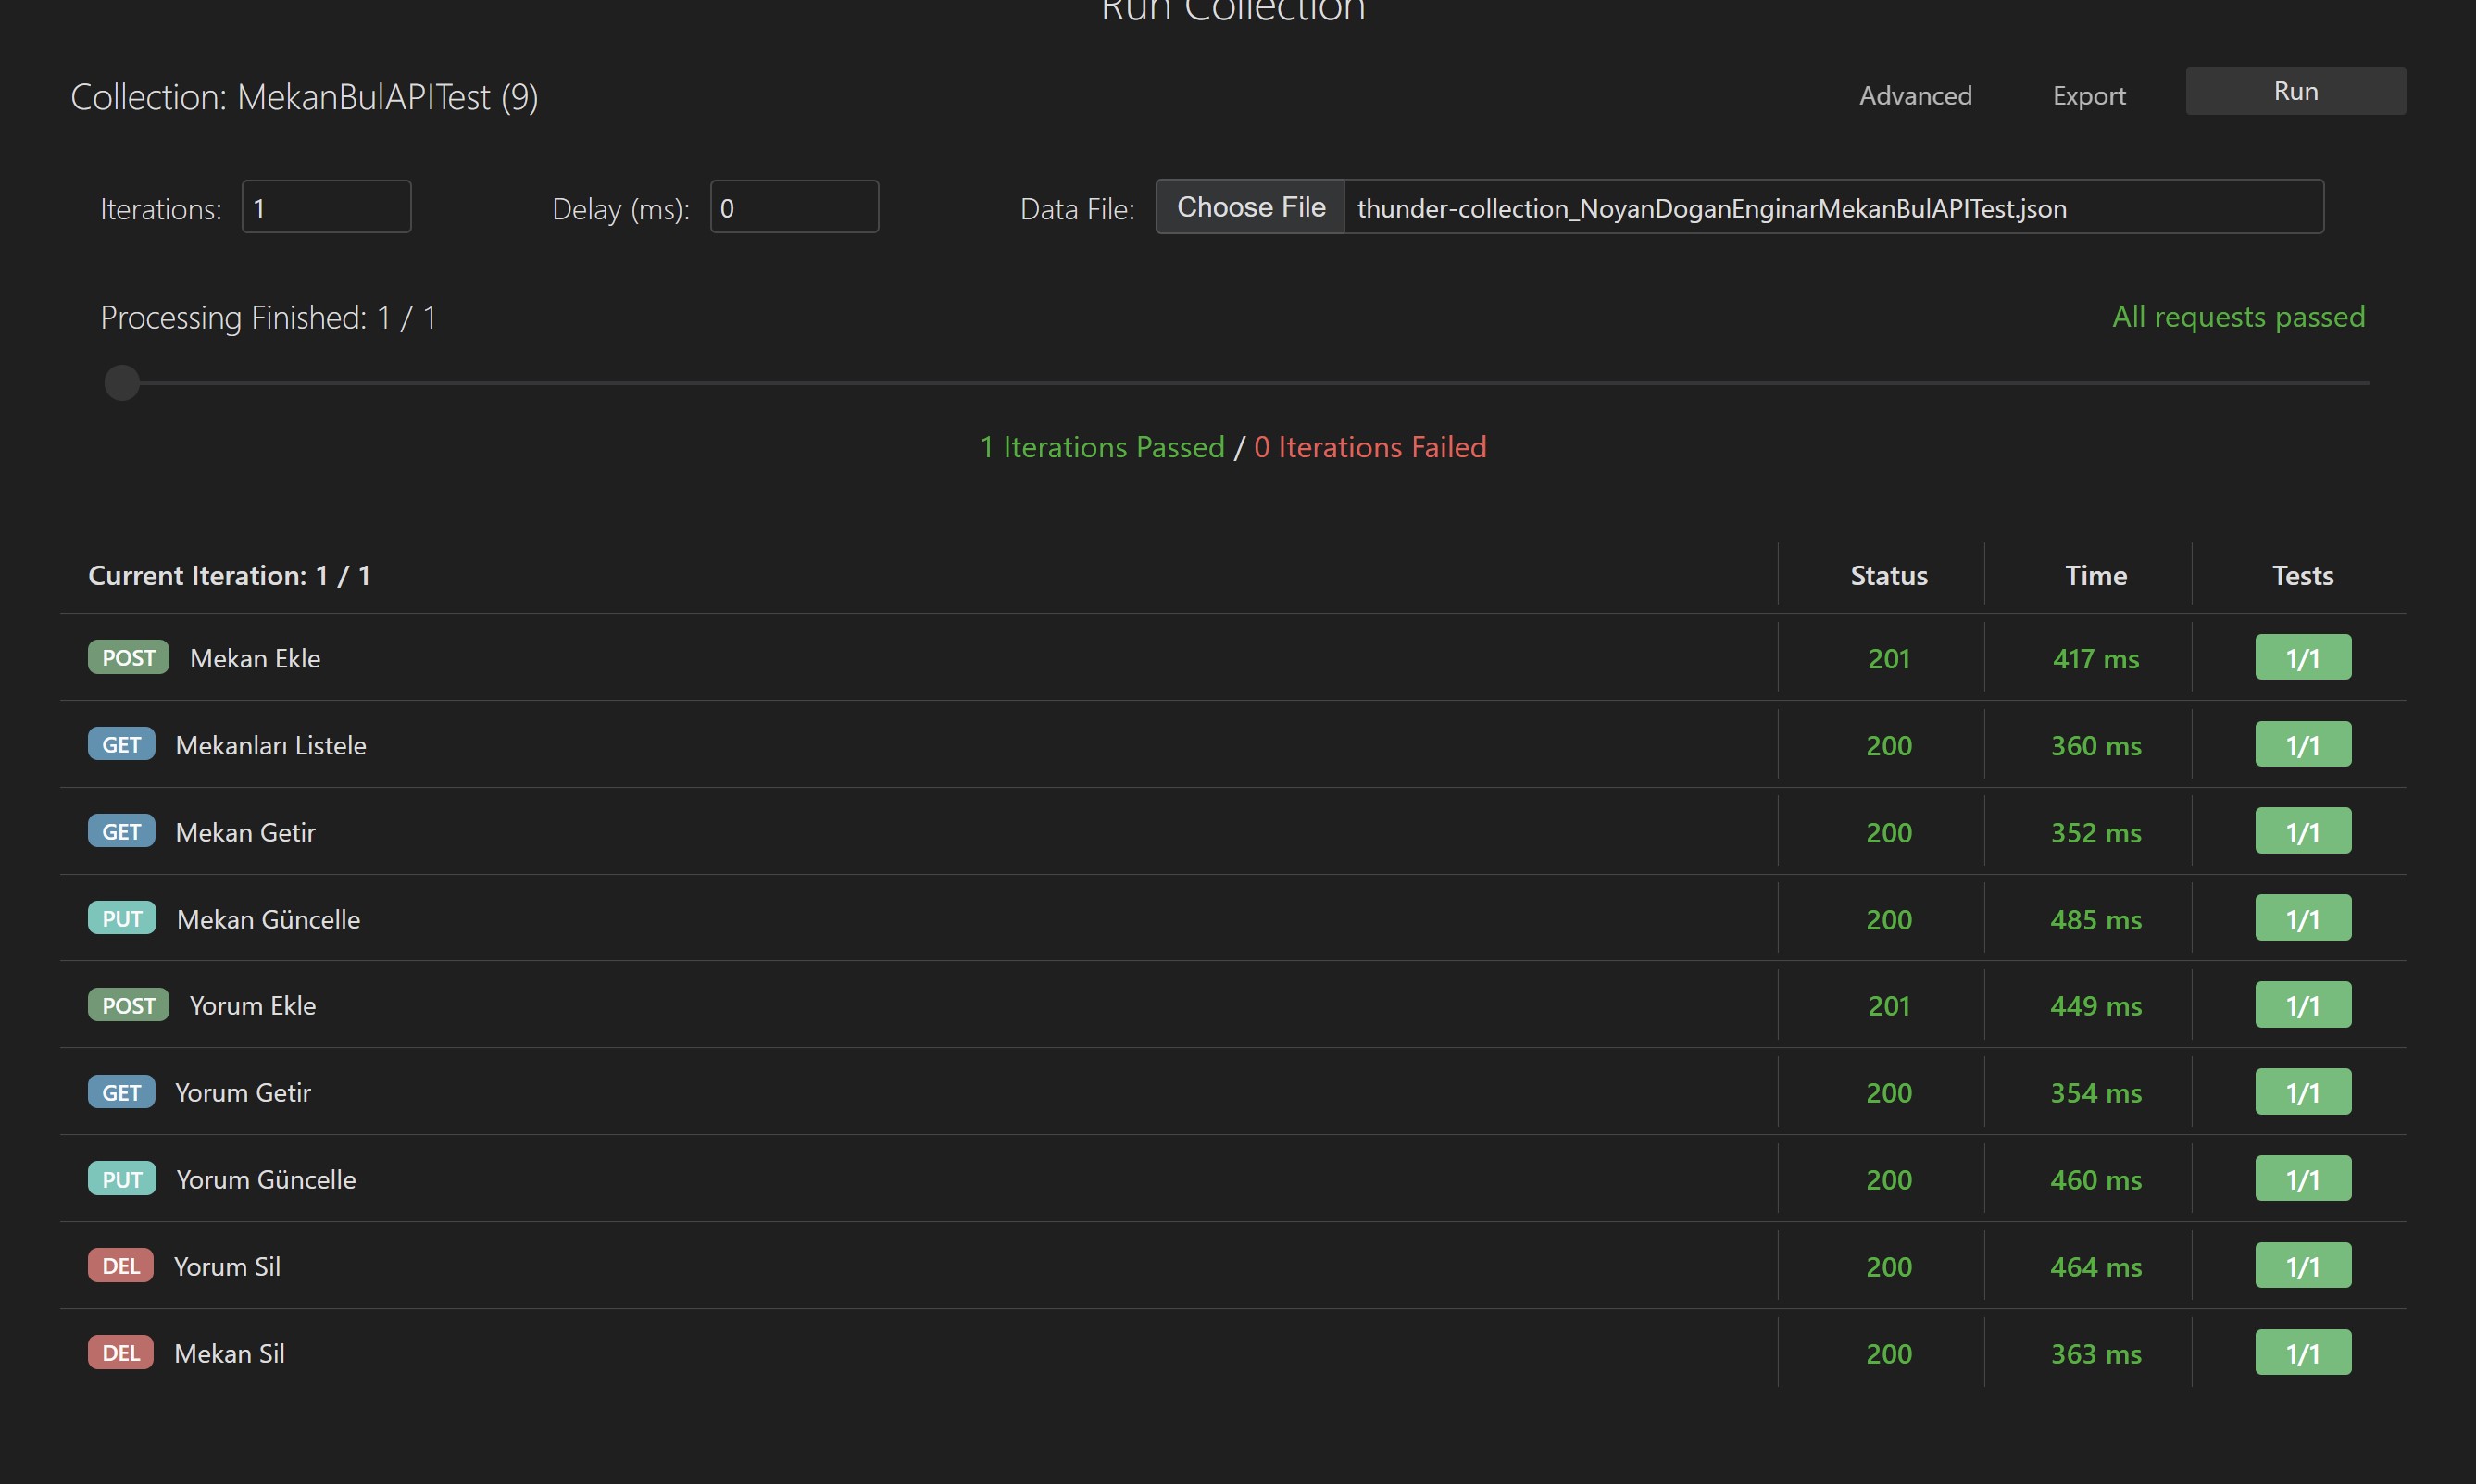 Run Collection
Collection: MekanBulAPITest (9) Advanced Export Run
Iterations: 1 Delay (ms): 0 Data File: Choose File thunder-collection_NoyanDoganEnginarMekanBulAPITest.json
Processing Finished: 1 / 1 All requests passed
1 Iterations Passed / 0 Iterations Failed
Current Iteration: 1 / 1 Status Time Tests
POST Mekan Ekle 201 417 ms 1/1
GET Mekanları Listele 200 360 ms 1/1
GET Mekan Getir 200 352 ms 1/1
PUT Mekan Güncelle 200 485 ms 1/1
POST Yorum Ekle 201 449 ms 1/1
GET Yorum Getir 200 354 ms 1/1
PUT Yorum Güncelle 200 460 ms 1/1
DEL Yorum Sil 200 464 ms 1/1
DEL Mekan Sil 200 363 ms 1/1